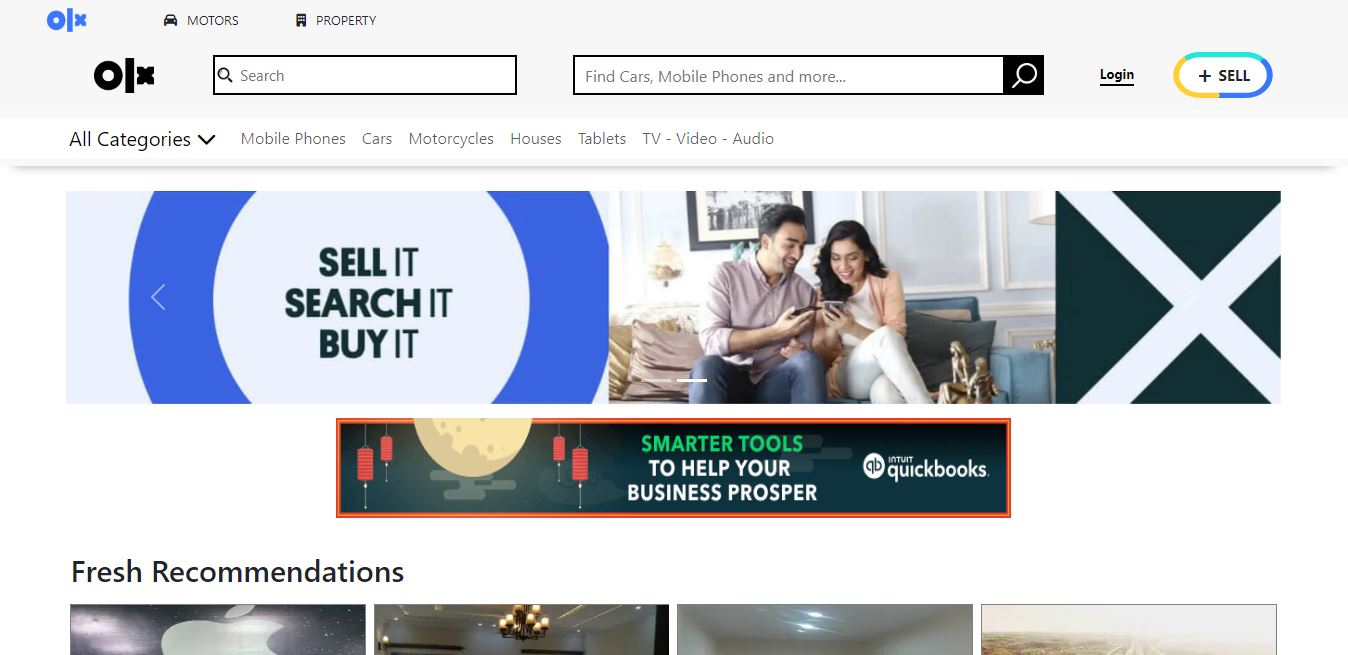 olx
MOTORS
PROPERTY
olx
Search
Find Cars, Mobile Phones and more...
Login
+ SELL
All Categories
Mobile Phones
Cars
Motorcycles
Houses
Tablets
TV - Video - Audio
SELL IT
SEARCH IT
BUY IT
SMARTER TOOLS
TO HELP YOUR
BUSINESS PROSPER
qb INTUIT
quickbooks.
Fresh Recommendations